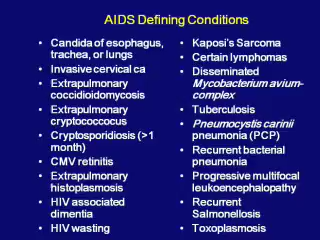 AIDS Defining Conditions
• Candida of esophagus,
trachea, or lungs
• Invasive cervical ca
• Extrapulmonary
coccidioidomycosis
• Extrapulmonary
cryptococcocus
• Cryptosporidiosis (>1
month)
• CMV retinitis
• Extrapulmonary
histoplasmosis
• HIV associated
dimentia
• HIV wasting
• Kaposi's Sarcoma
• Certain lymphomas
• Disseminated
Mycobacterium avium-
complex
• Tuberculosis
• Pneumocystis carinii
pneumonia (PCP)
• Recurrent bacterial
pneumonia
• Progressive multifocal
leukoencephalopathy
• Recurrent
Salmonellosis
• Toxoplasmosis